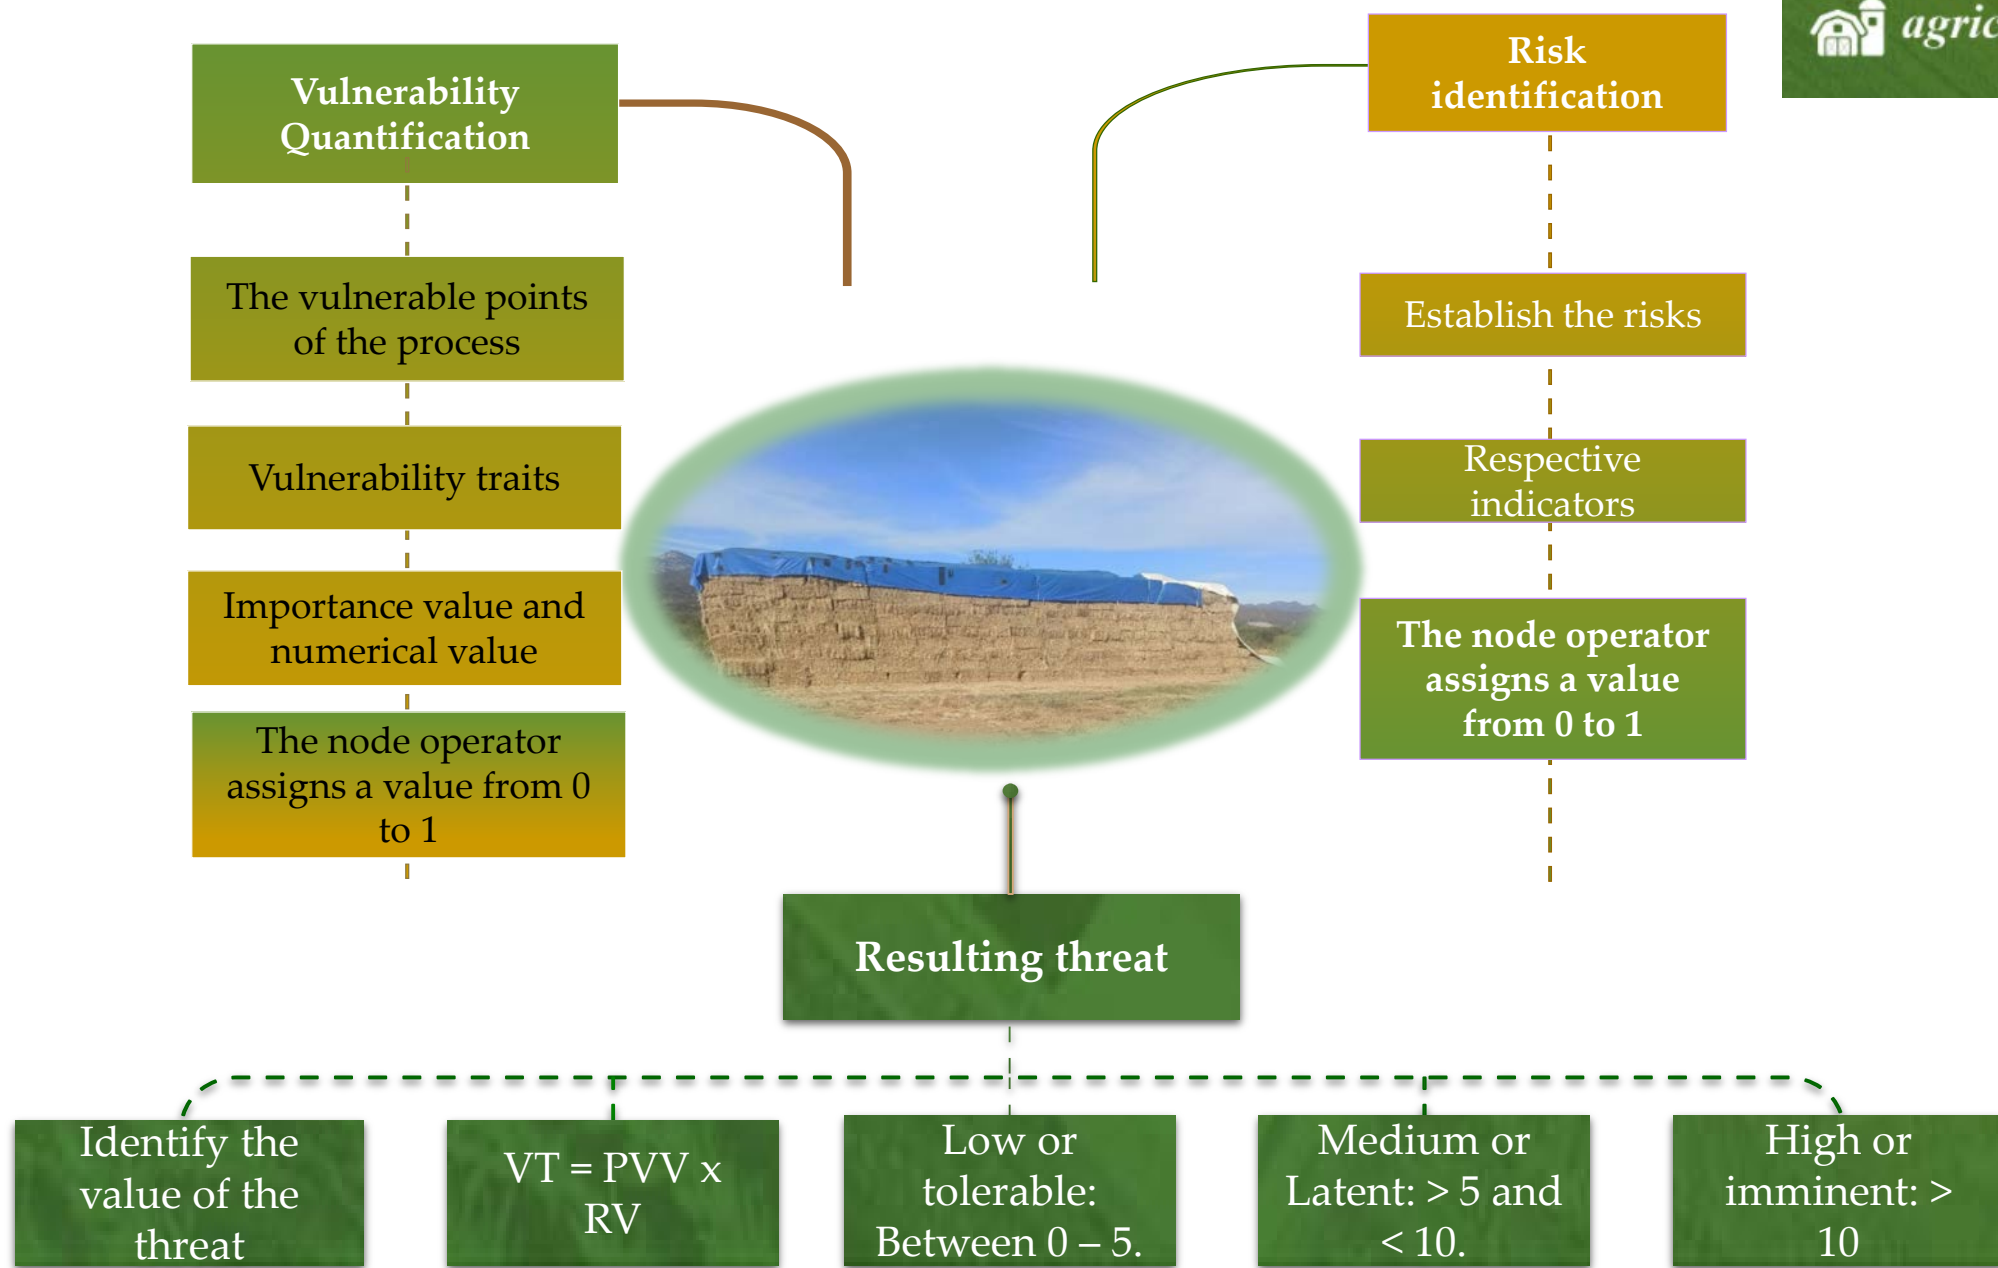 agric
Vulnerability
Quantification
The vulnerable points
of the process
Vulnerability traits
Importance value and
numerical value
The node operator
assigns a value from 0
to 1
Risk
identification
Establish the risks
Respective
indicators
The node operator
assigns a value
from 0 to 1
Resulting threat
Identify the
value of the
threat
VT = PVV x
RV
Low or
tolerable:
Between 0 – 5.
Medium or
Latent: > 5 and
< 10.
High or
imminent: >
10